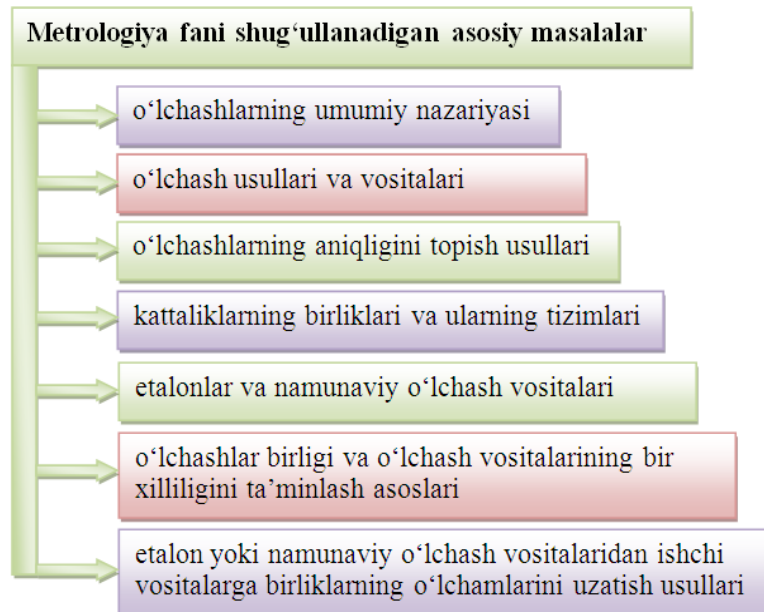 Metrologiya fani shug‘ullanadigan asosiy masalalar
o‘lchashlarning umumiy nazariyasi
o‘lchash usullari va vositalari
o‘lchashlarning aniqligini topish usullari
kattaliklarning birliklari va ularning tizimlari
etalonlar va namunaviy o‘lchash vositalari
o‘lchashlar birligi va o‘lchash vositalarining bir
xilliligini ta’minlash asoslari
etalon yoki namunaviy o‘lchash vositalaridan ishchi
vositalarga birliklarning o‘lchamlarini uzatish usullari